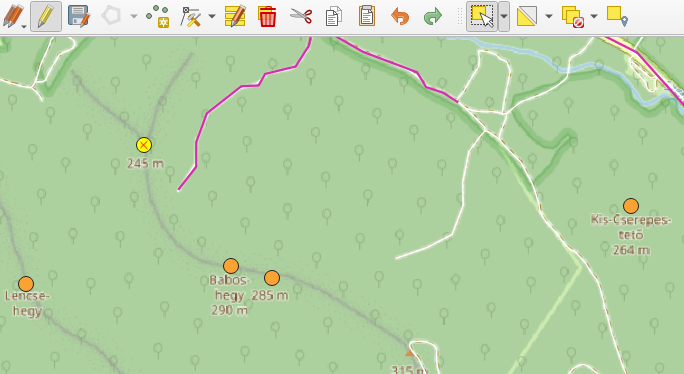 245 m
Kis-Cserepes-
tető
264 m
Babos-
hegy
290 m
285 m
Lencse-
hegy
315 m